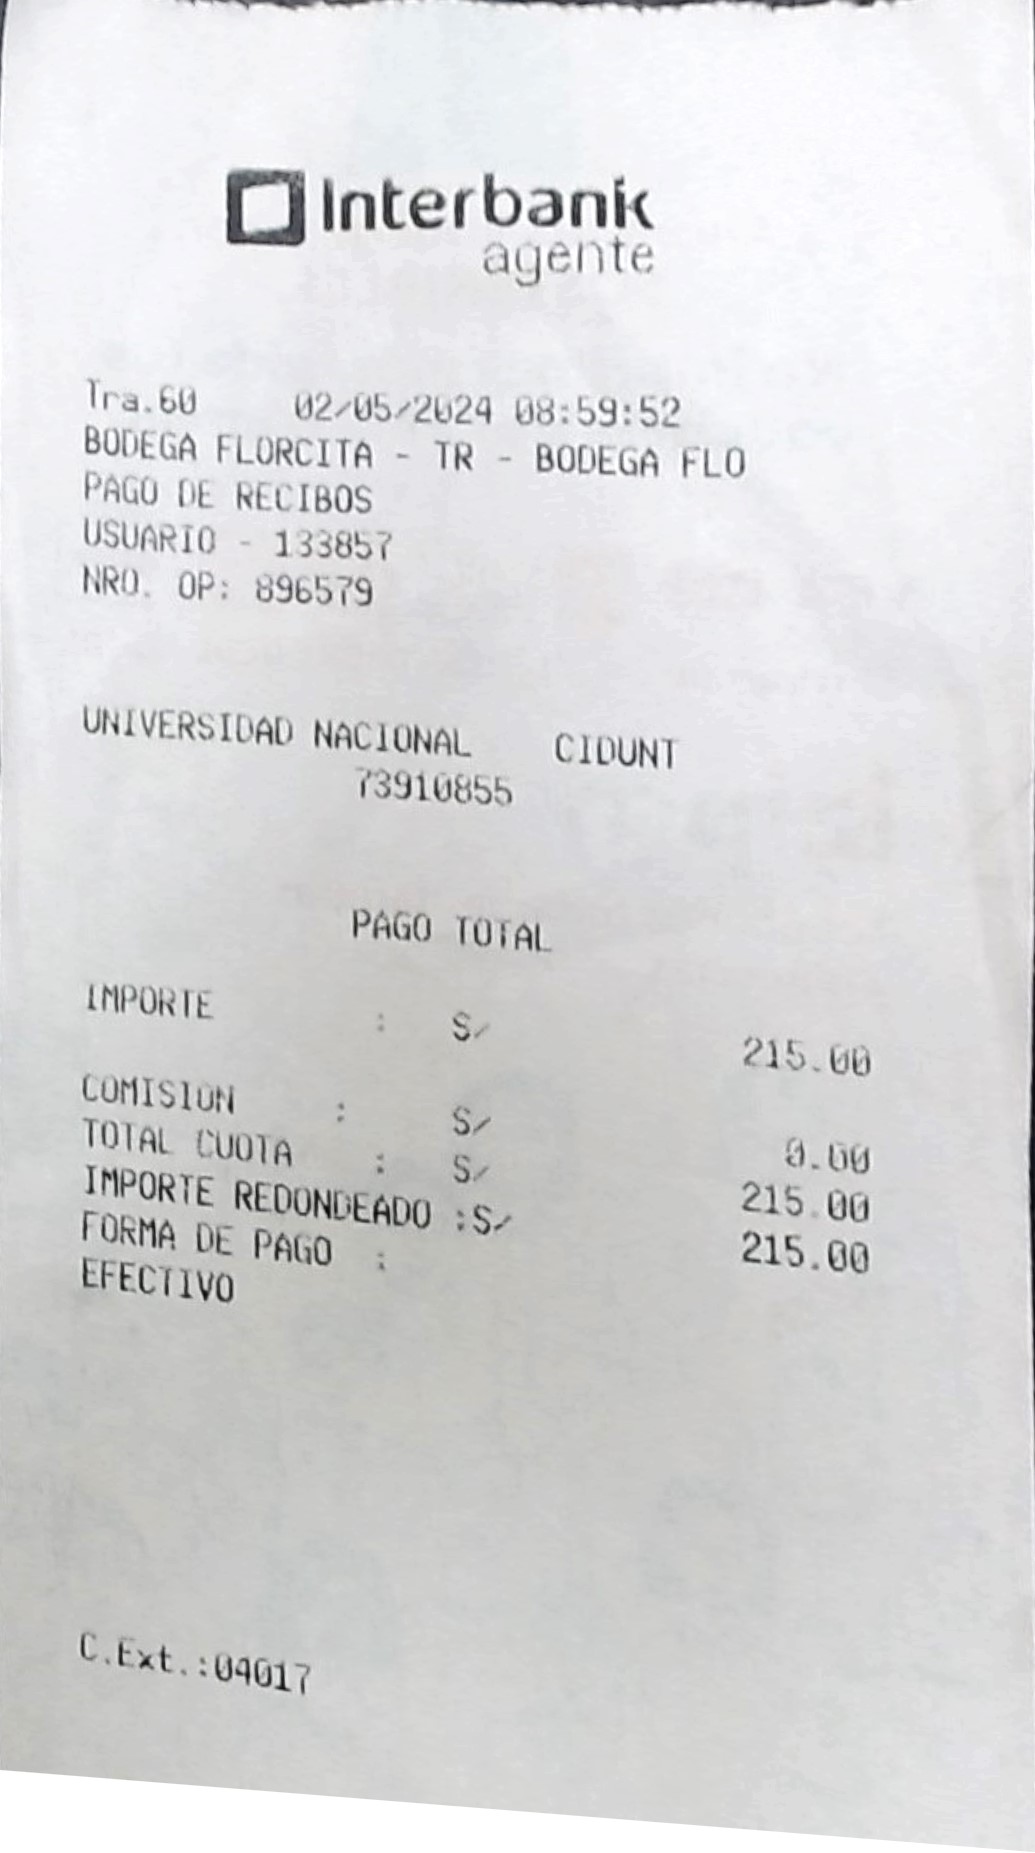 Interbank
agente
Tra.60 02/05/2024 08:59:52
BODEGA FLORCITA - TR - BODEGA FLO
PAGO DE RECIBOS
USUARIO - 133857
NRO. OP: 896579
UNIVERSIDAD NACIONAL CIDUNT
73910855
PAGO TOTAL
IMPORTE : S/ 215.00
COMISION : S/ 0.00
TOTAL CUOTA : S/ 215.00
IMPORTE REDONDEADO :S/ 215.00
FORMA DE PAGO :
EFECTIVO
C.Ext.:04017